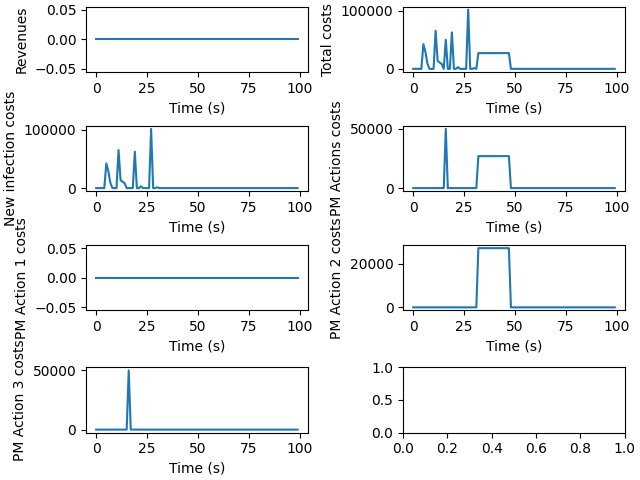 Revenues
0.05
0.00
−0.05
0 25 50 75 100
Time (s)
Total costs
100000
0
0 25 50 75 100
Time (s)
New infection costs
100000
0
0 25 50 75 100
Time (s)
PM Actions costs
50000
0
0 25 50 75 100
Time (s)
PM Action 1 costs
0.05
0.00
−0.05
0 25 50 75 100
Time (s)
PM Action 2 costs
20000
0
0 25 50 75 100
Time (s)
PM Action 3 costs
50000
0
0 25 50 75 100
Time (s)
1.0
0.5
0.0
0.0 0.2 0.4 0.6 0.8 1.0